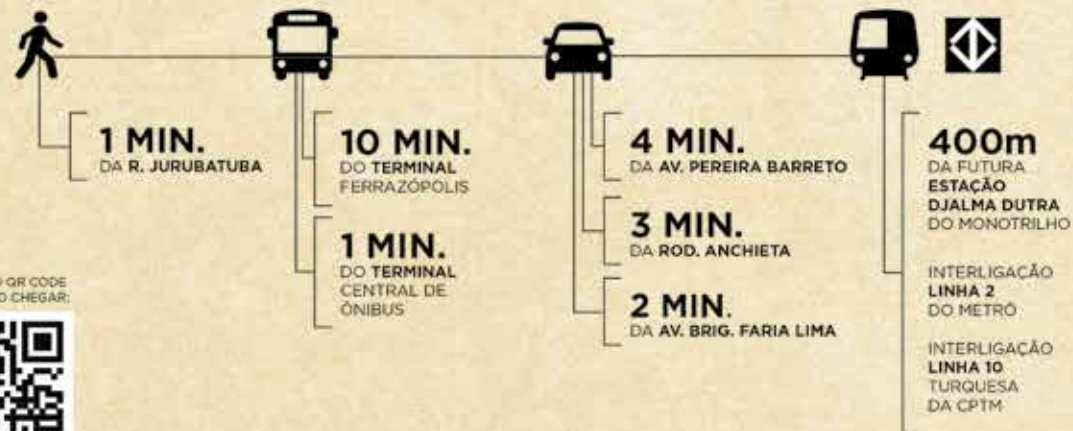 1 MIN.
DA R. JURUBATUBA
10 MIN.
DO TERMINAL
FERRAZÓPOLIS
1 MIN.
DO TERMINAL
CENTRAL DE
ÔNIBUS
4 MIN.
DA AV. PEREIRA BARRETO
3 MIN.
DA ROD. ANCHIETA
2 MIN.
DA AV. BRIG. FARIA LIMA
400m
DA FUTURA
ESTAÇÃO
DJALMA DUTRA
DO MONOTRILHO
INTERLIGAÇÃO
LINHA 2
DO METRÔ
INTERLIGAÇÃO
LINHA 10
TURQUESA
DA CPTM
QR CODE
CHEGAR: